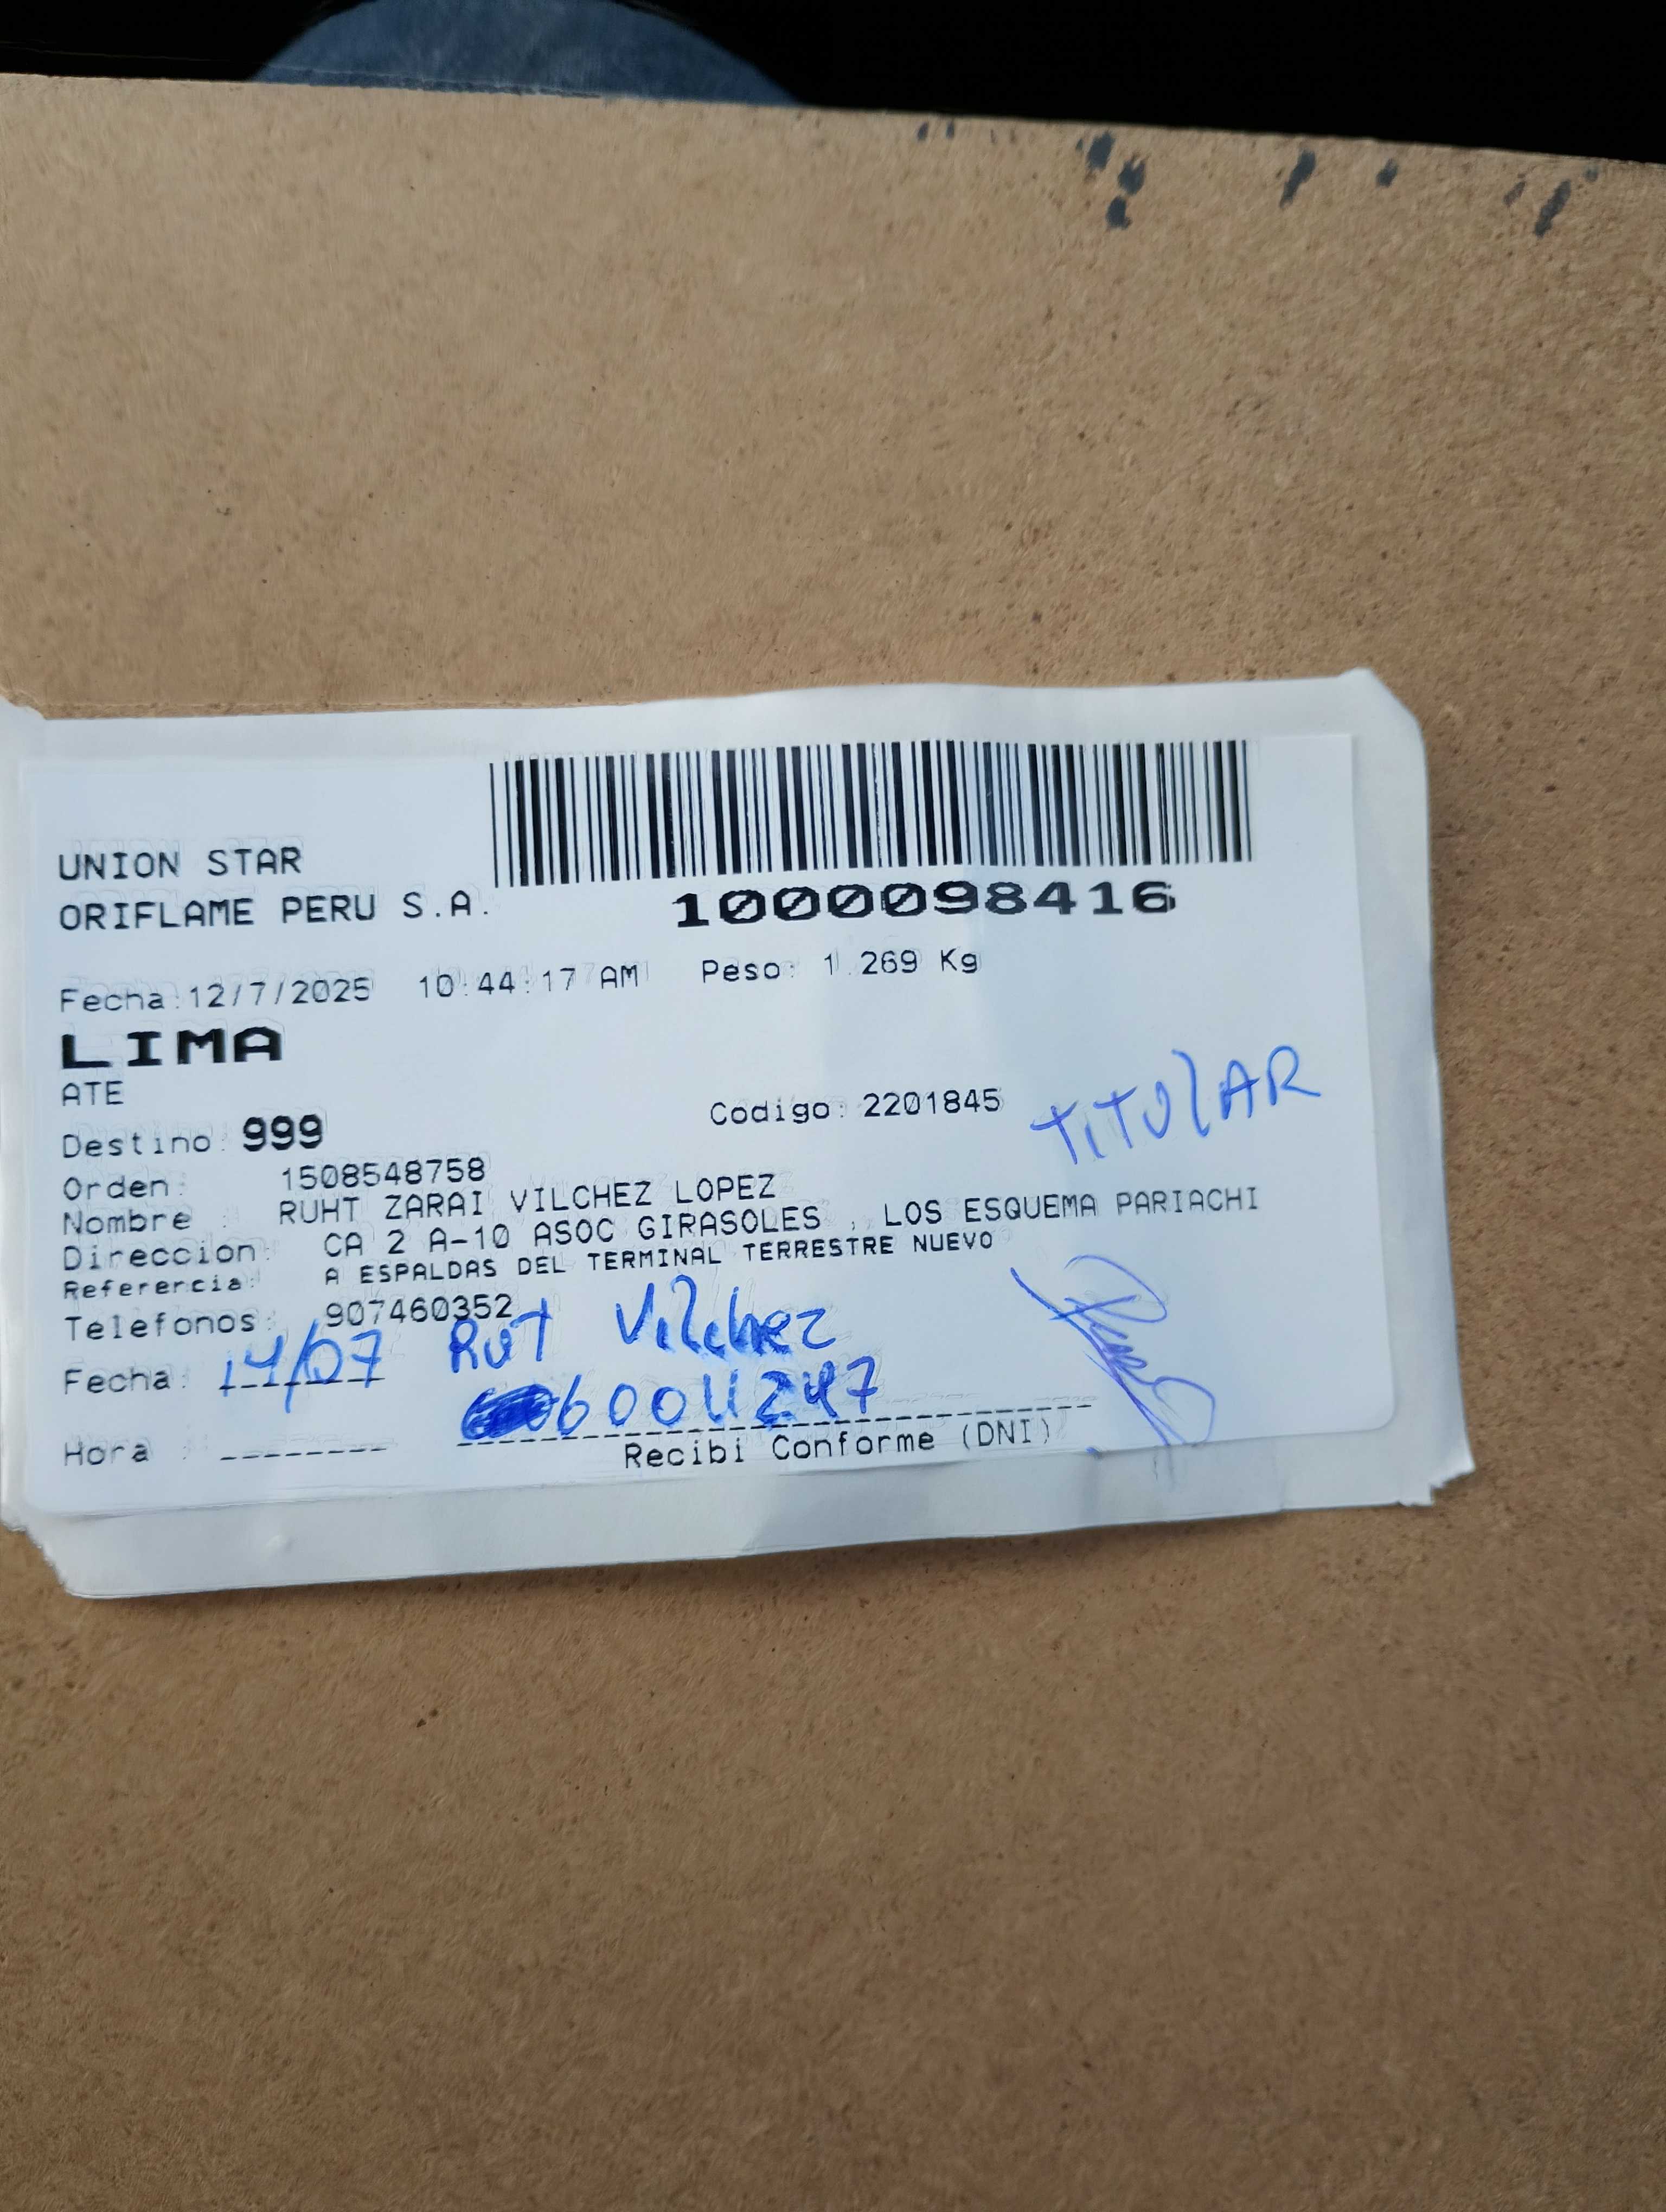 UNION STAR
ORIFLAME PERU S.A.
1000098416
Fecha:12/7/2025 10:44:17 AM Peso: 1.269 Kg
LIMA
ATE
Destino: 999 Codigo: 2201845 TITULAR
Orden: 1508548758
Nombre : RUHT ZARAI VILCHEZ LOPEZ
Direccion: CA 2 A-10 ASOC GIRASOLES , LOS ESQUEMA PARIACHI
Referencia: A ESPALDAS DEL TERMINAL TERRESTRE NUEVO
Telefonos: 907460352
Fecha: 14/07 Rut Vilchez
60011247
Hora :
Recibi Conforme (DNI)